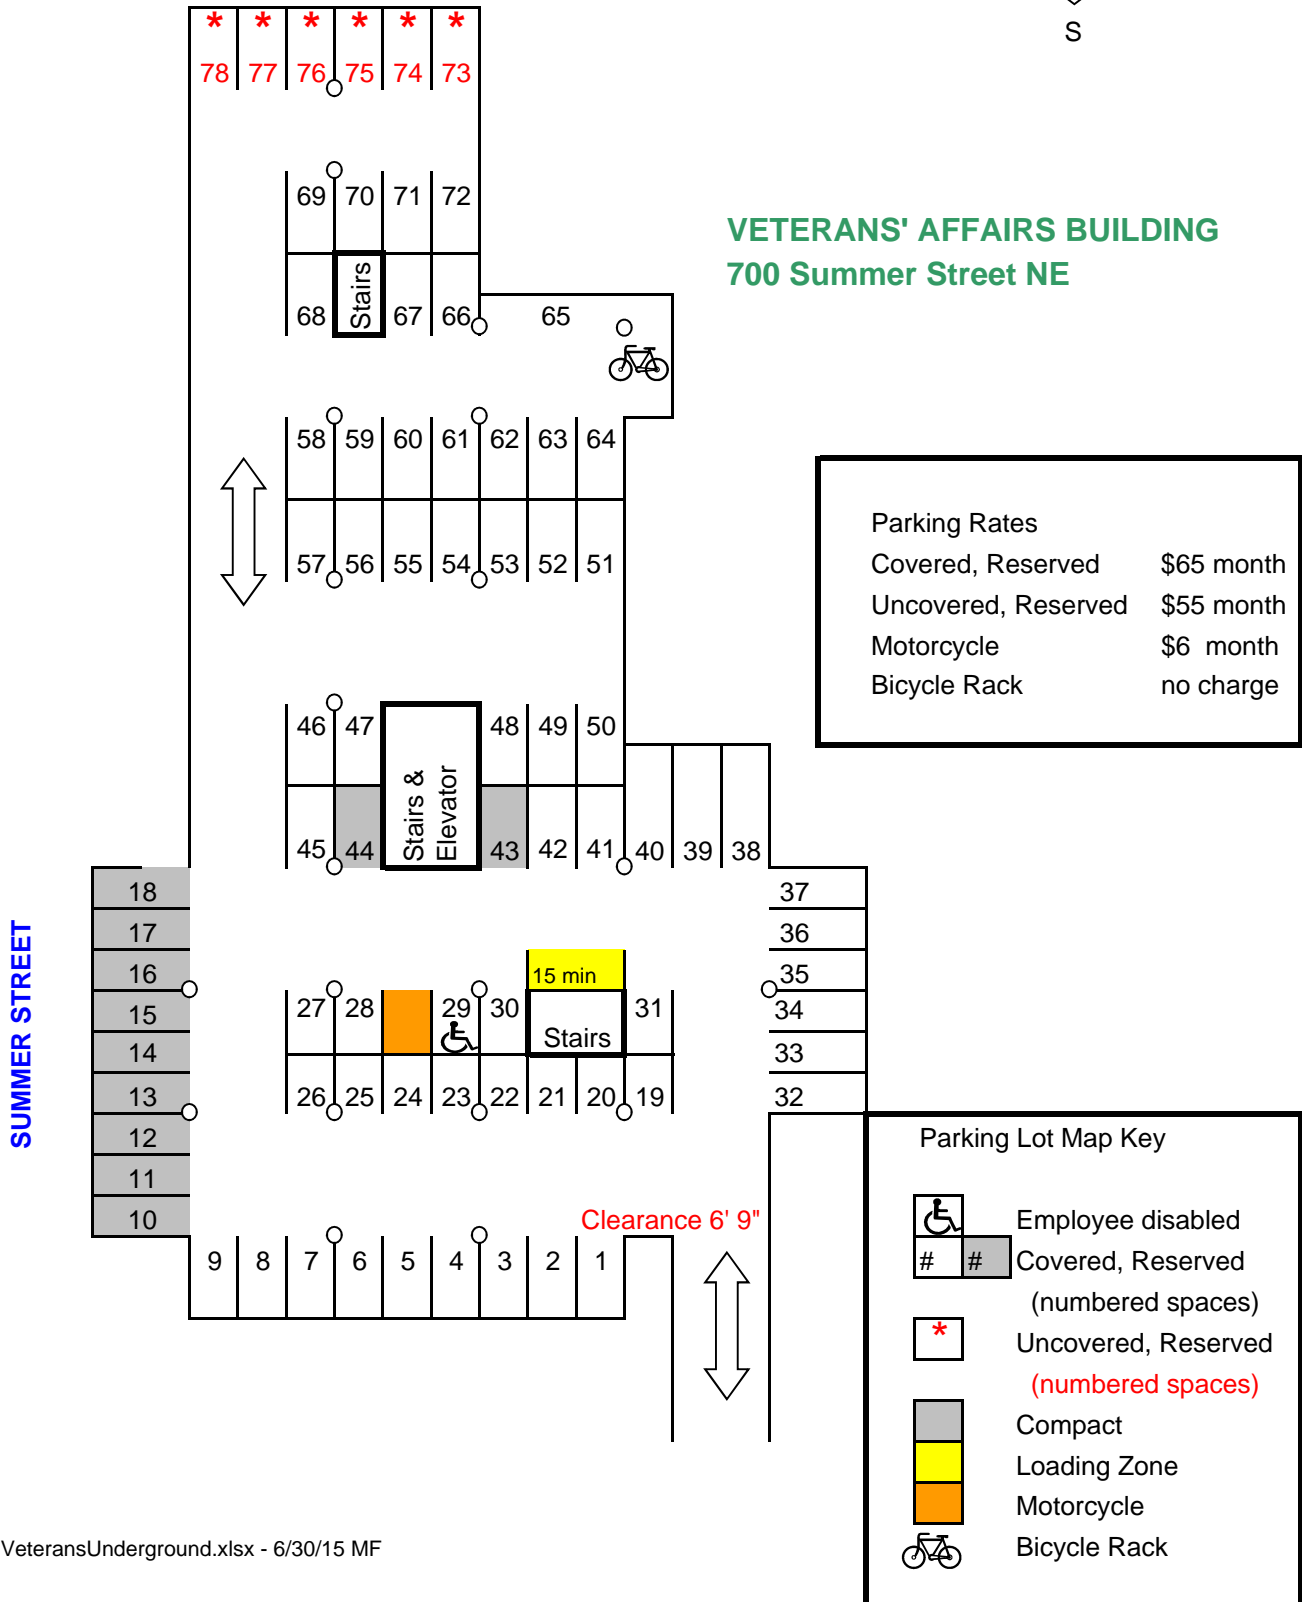 S
* * * * * *
78 77 76 75 74 73
69 70 71 72
VETERANS' AFFAIRS BUILDING
700 Summer Street NE
Stairs
68 67 66 65
58 59 60 61 62 63 64
57 56 55 54 53 52 51
Parking Rates
Covered, Reserved $65 month
Uncovered, Reserved $55 month
Motorcycle $6 month
Bicycle Rack no charge
46 47 48 49 50
Stairs &
Elevator
45 44 43 42 41 40 39 38
SUMMER STREET
18
17
16
15
14
13
12
11
10
37
36
35
34
33
32
15 min
27 28 29 30 31
Stairs
26 25 24 23 22 21 20 19
Clearance 6' 9"
9 8 7 6 5 4 3 2 1
Parking Lot Map Key
Employee disabled
# # Covered, Reserved
(numbered spaces)
* Uncovered, Reserved
(numbered spaces)
Compact
Loading Zone
Motorcycle
Bicycle Rack
VeteransUnderground.xlsx - 6/30/15 MF